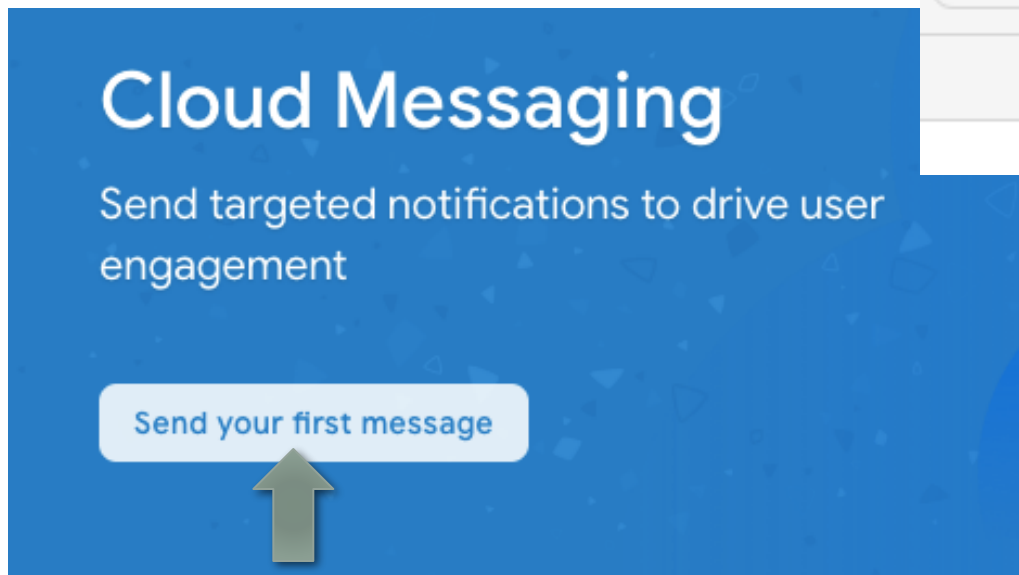 Cloud Messaging
Send targeted notifications to drive user
engagement
Send your first message